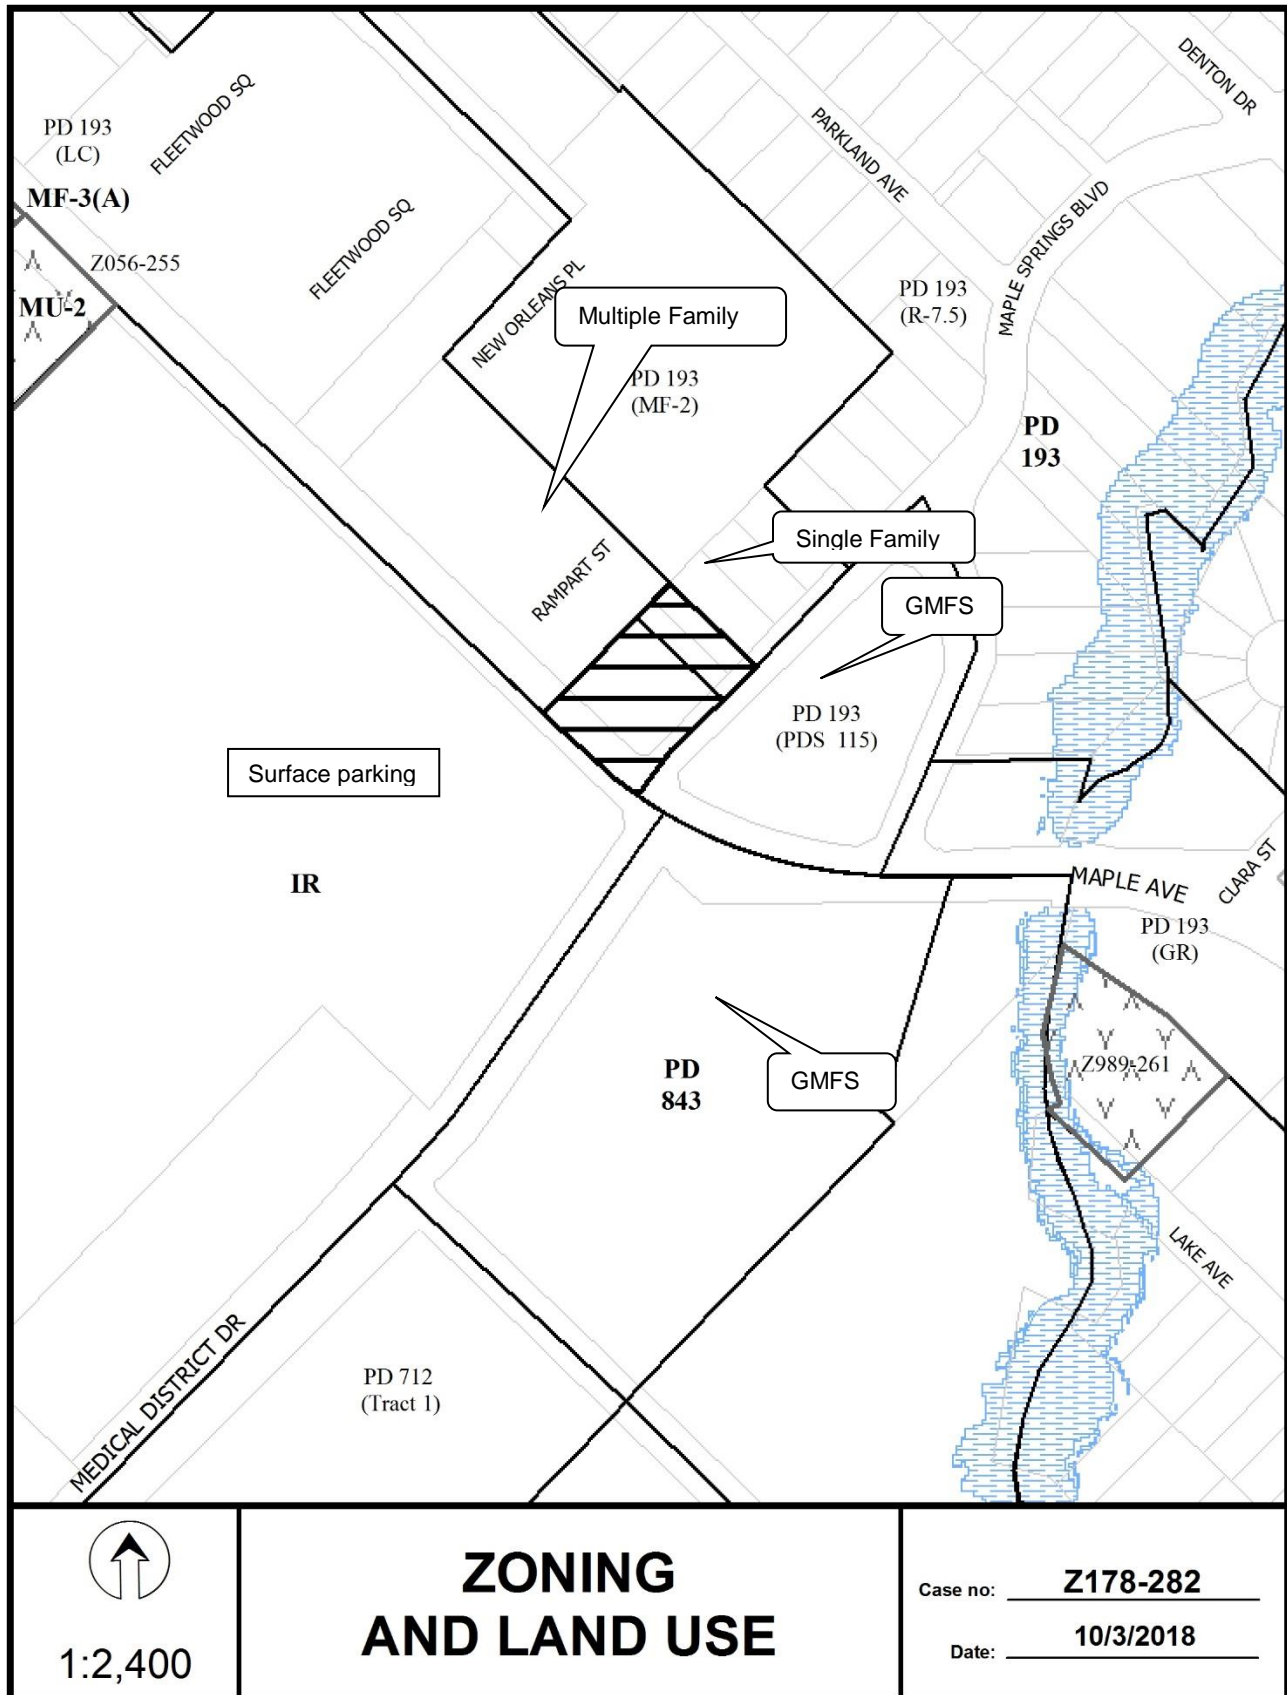 DENTON DR
PARKLAND AVE
FLEETWOOD SQ
PD 193
(LC)
MF-3(A)
FLEETWOOD SQ
MAPLE SPRINGS BLVD
Z056-255
MU-2
NEW ORLEANS PL
PD 193
(R-7.5)
Multiple Family
PD 193
(MF-2)
PD
193
Single Family
RAMPART ST
GMFS
PD 193
(PDS 115)
Surface parking
IR
MAPLE AVE
CLARA ST
PD 193
(GR)
Z989-261
PD
843
GMFS
LAKE AVE
MEDICAL DISTRICT DR
PD 712
(Tract 1)
1:2,400
ZONING
AND LAND USE
Case no: Z178-282
Date: 10/3/2018